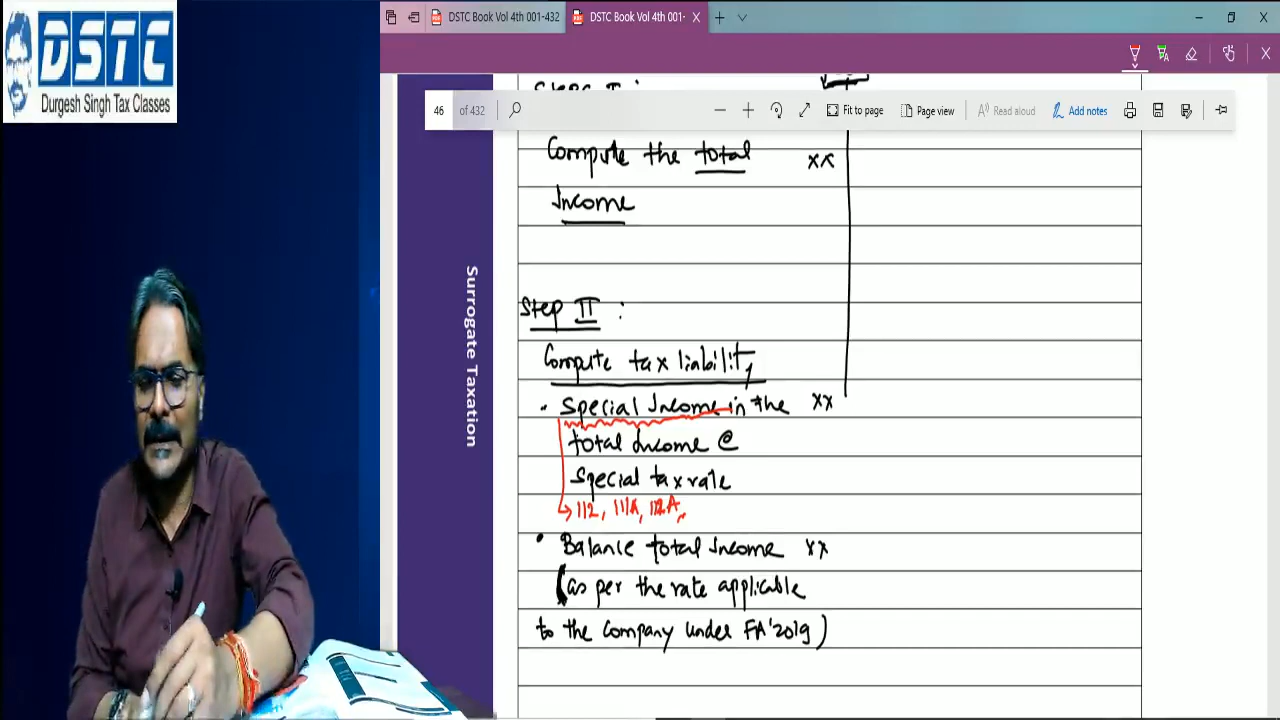 DSTC
Durgesh Singh Tax Classes
DSTC Book Vol 4th 001-432
DSTC Book Vol 4th 001-
46 of 432
Fit to page
Page view
Read aloud
Add notes
Surrogate Taxation
Compute the total xx
Income
Step II :
Compute tax liability
• Special Income in the xx
total income @
Special tax rate
→ 112, 111A, 112A,
• Balance total Income xx
(as per the rate applicable
to the Company under FA'2019)